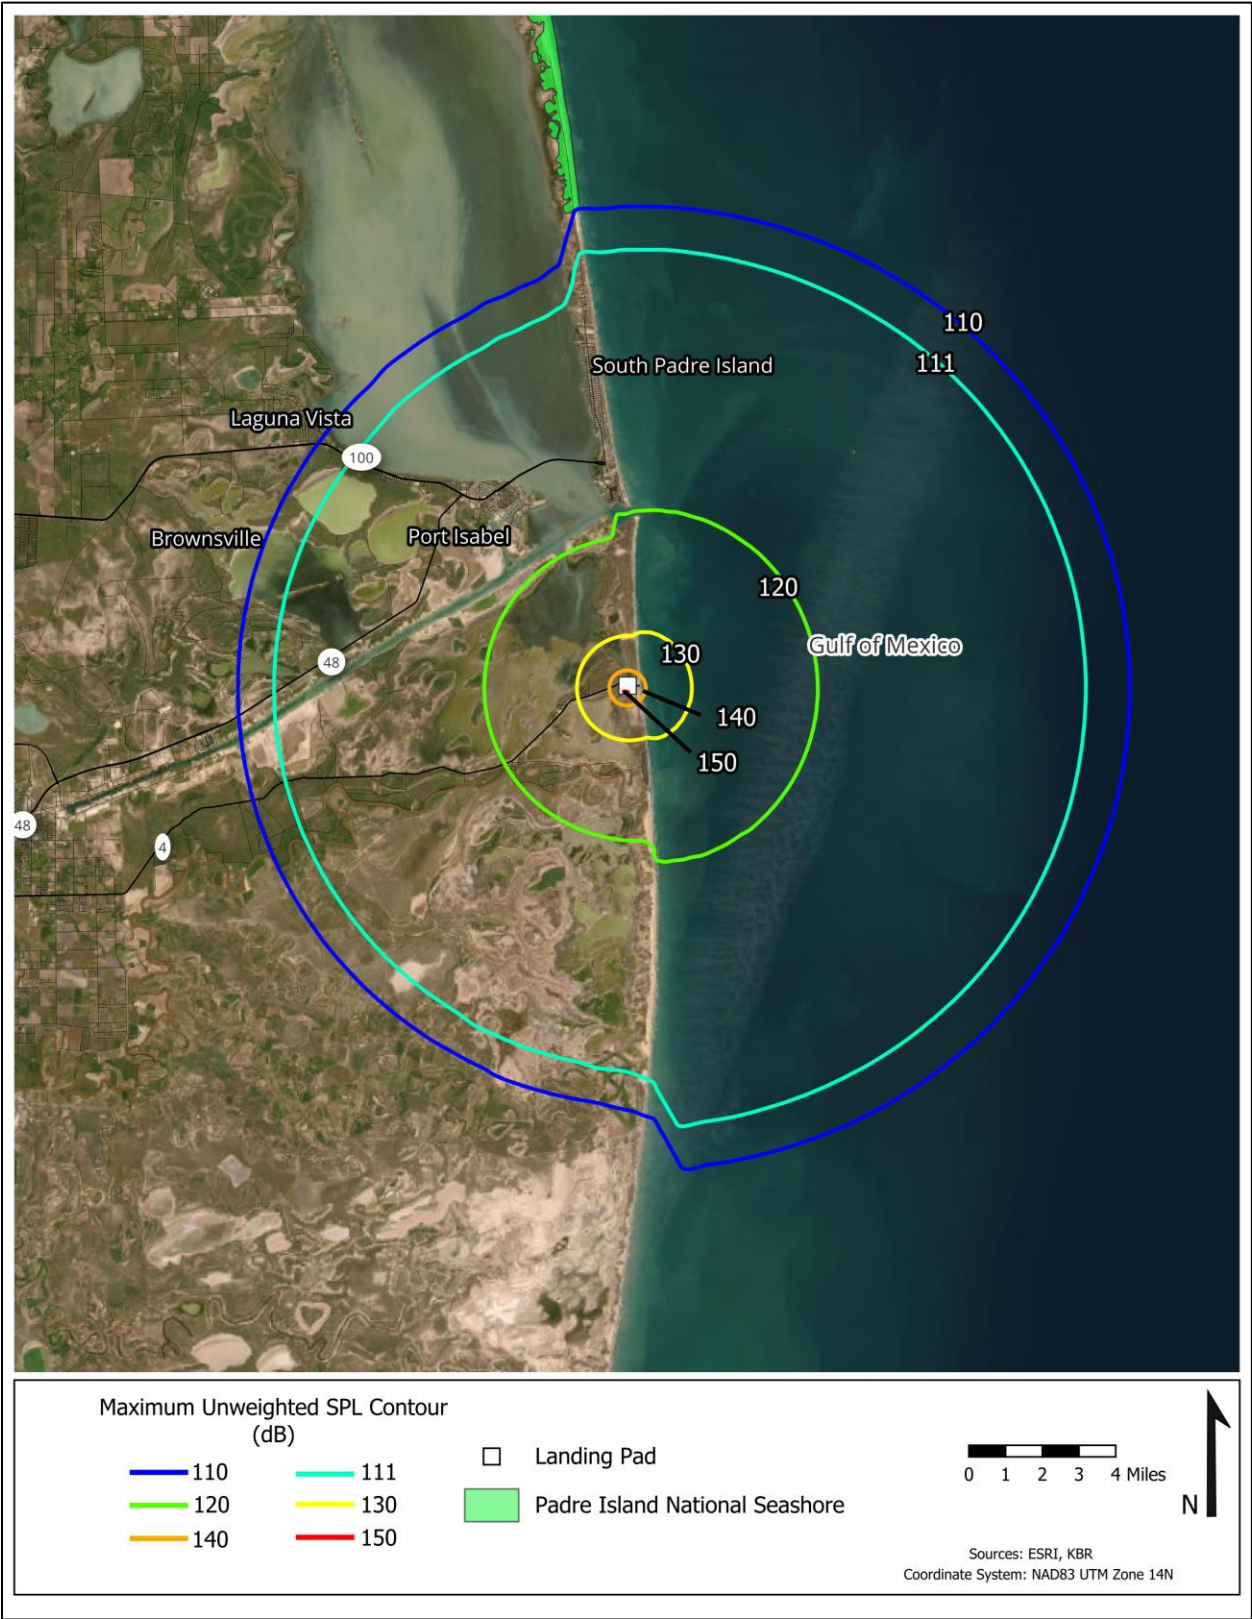 110
111
South Padre Island
Laguna Vista
100
Brownsville
Port Isabel
120
Gulf of Mexico
130
48
140
150
48
4
Maximum Unweighted SPL Contour
(dB)
110
111
120
130
140
150
Landing Pad
Padre Island National Seashore
0 1 2 3 4 Miles
N
Sources: ESRI, KBR
Coordinate System: NAD83 UTM Zone 14N